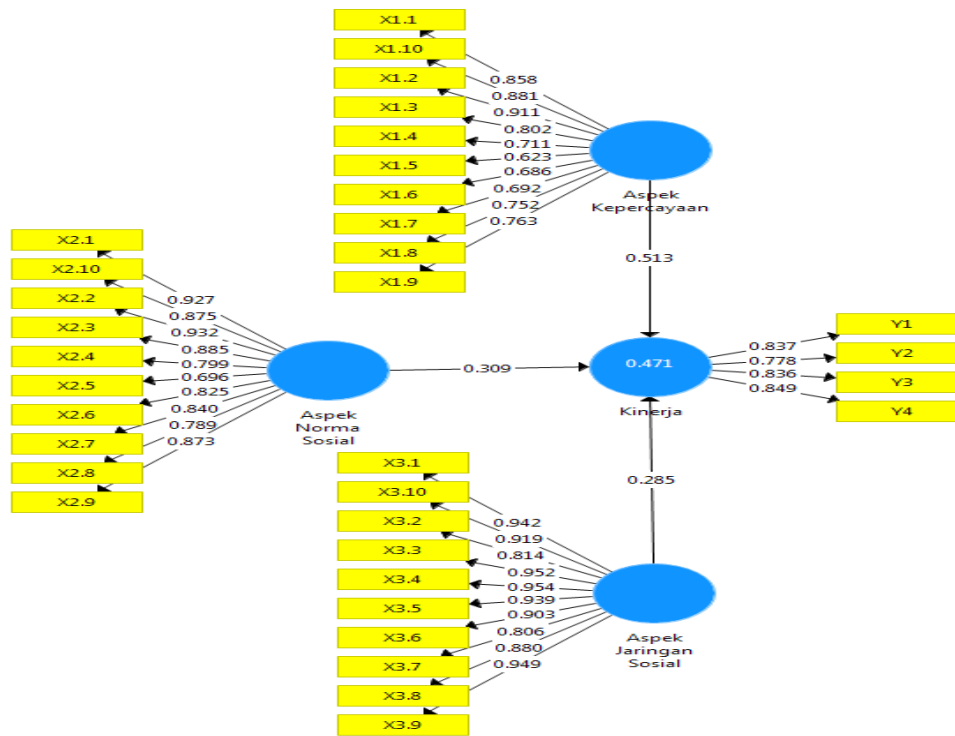 X1.1
X1.10
X1.2
X1.3
X1.4
X1.5
X1.6
X1.7
X1.8
X1.9
0.858
0.881
0.911
0.802
0.711
0.623
0.686
0.692
0.752
0.763
Aspek
Kepercayaan
0.513
X2.1
X2.10
X2.2
X2.3
X2.4
X2.5
X2.6
X2.7
X2.8
X2.9
0.927
0.875
0.932
0.885
0.799
0.696
0.825
0.840
0.789
0.873
Aspek
Norma
Sosial
0.309
0.471
Kinerja
0.837
0.778
0.836
0.849
Y1
Y2
Y3
Y4
0.285
X3.1
X3.10
X3.2
X3.3
X3.4
X3.5
X3.6
X3.7
X3.8
X3.9
0.942
0.919
0.814
0.952
0.954
0.939
0.903
0.806
0.880
0.949
Aspek
Jaringan
Sosial